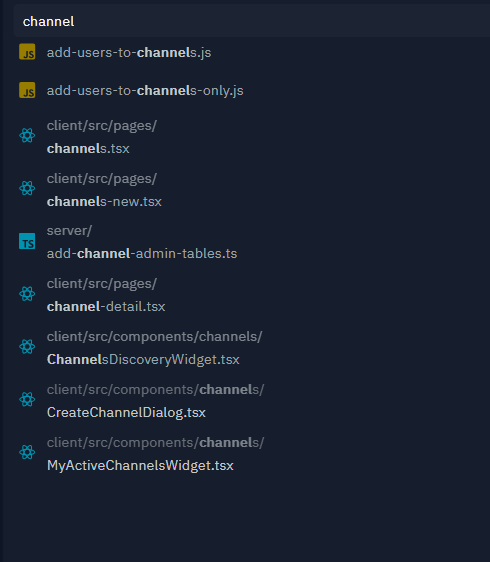 channel
JS add-users-to-channels.js
JS add-users-to-channels-only.js
client/src/pages/
channels.tsx
client/src/pages/
channels-new.tsx
server/
TS add-channel-admin-tables.ts
client/src/pages/
channel-detail.tsx
client/src/components/channels/
ChannelsDiscoveryWidget.tsx
client/src/components/channels/
CreateChannelDialog.tsx
client/src/components/channels/
MyActiveChannelsWidget.tsx